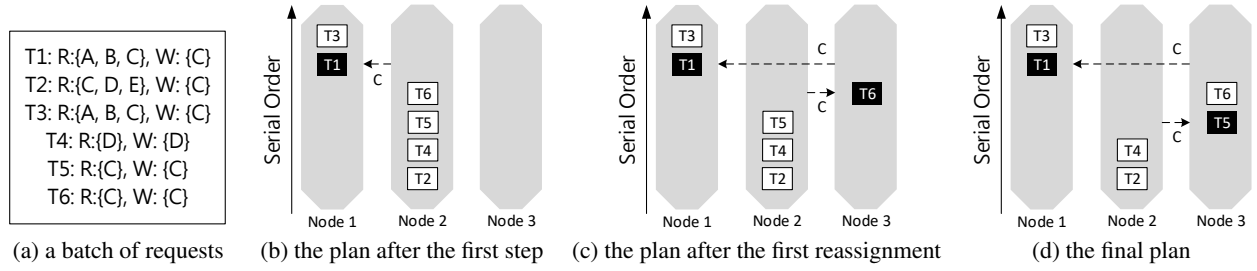 T1: R:{A, B, C}, W: {C}
T2: R:{C, D, E}, W: {C}
T3: R:{A, B, C}, W: {C}
T4: R:{D}, W: {D}
T5: R:{C}, W: {C}
T6: R:{C}, W: {C}
(a) a batch of requests
Serial Order
T3
T1
C
T6
T5
T4
T2
Node 1 Node 2 Node 3
(b) the plan after the first step
Serial Order
T3
C
T1
T6
C
T5
T4
T2
Node 1 Node 2 Node 3
(c) the plan after the first reassignment
Serial Order
T3
C
T1
T6
T5
C
T4
T2
Node 1 Node 2 Node 3
(d) the final plan